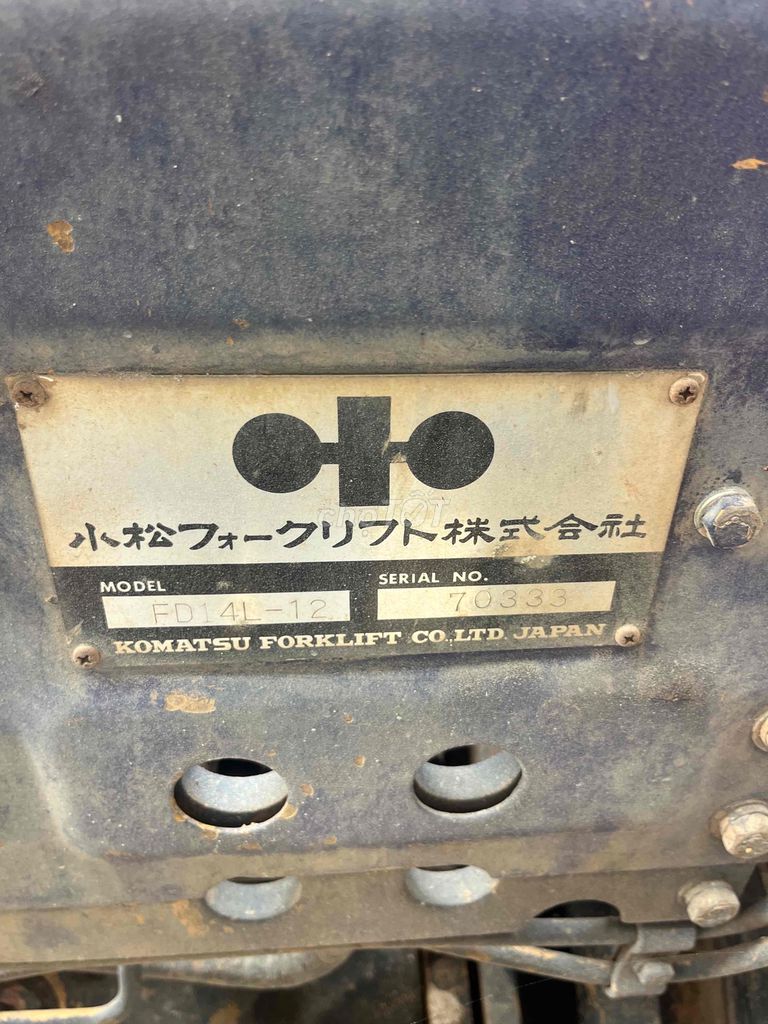 chợTỐT
小松フォークリフト株式会社
MODEL SERIAL NO.
FD14L-12 70333
KOMATSU FORKLIFT CO.,LTD. JAPAN